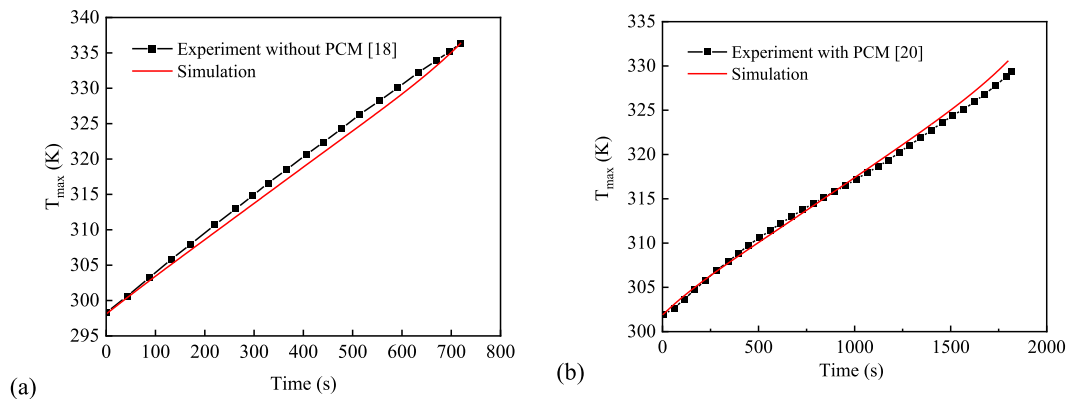 340
335
330
325
320
315
310
305
300
295
T_max (K)
Experiment without PCM [18]
Simulation
0 100 200 300 400 500 600 700 800
Time (s)
(a)
335
330
325
320
315
310
305
300
T_max (K)
Experiment with PCM [20]
Simulation
0 500 1000 1500 2000
Time (s)
(b)